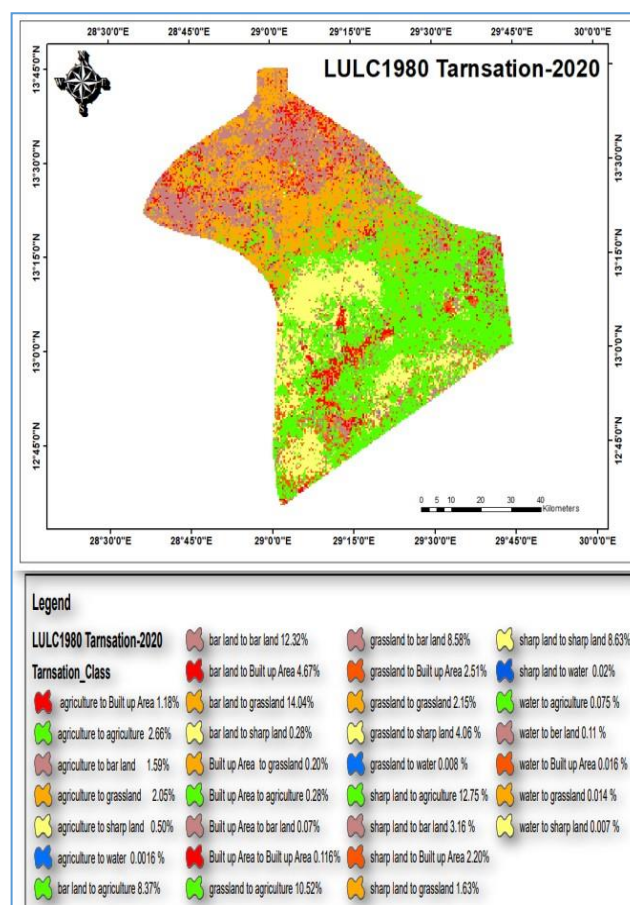 28°30'0"E 28°45'0"E 29°0'0"E 29°15'0"E 29°30'0"E 29°45'0"E 30°0'0"E
LULC1980 Tarnsation-2020
13°45'0"N 13°45'0"N
13°30'0"N 13°30'0"N
13°15'0"N 13°15'0"N
13°0'0"N 13°0'0"N
12°45'0"N 12°45'0"N
0 5 10 20 30 40
Kilometers
28°30'0"E 28°45'0"E 29°0'0"E 29°15'0"E 29°30'0"E 29°45'0"E 30°0'0"E
Legend
LULC1980 Tarnsation-2020
Tarnsation_Class
agriculture to Built up Area 1.18%
agriculture to agriculture 2.66%
agriculture to bar land 1.59%
agriculture to grassland 2.05%
agriculture to sharp land 0.50%
agriculture to water 0.0016 %
bar land to agriculture 8.37%
bar land to bar land 12.32%
bar land to Built up Area 4.67%
bar land to grassland 14.04%
bar land to sharp land 0.28%
Built up Area to grassland 0.20%
Built up Area to agriculture 0.28%
Built up Area to bar land 0.07%
Built up Area to Built up Area 0.116%
grassland to agriculture 10.52%
grassland to bar land 8.58%
grassland to Built up Area 2.51%
grassland to grassland 2.15%
grassland to sharp land 4.06 %
grassland to water 0.008 %
sharp land to agriculture 12.75 %
sharp land to bar land 3.16 %
sharp land to Built up Area 2.20%
sharp land to grassland 1.63%
sharp land to sharp land 8.63%
sharp land to water 0.02%
water to agriculture 0.075 %
water to ber land 0.11 %
water to Built up Area 0.016 %
water to grassland 0.014 %
water to sharp land 0.007 %